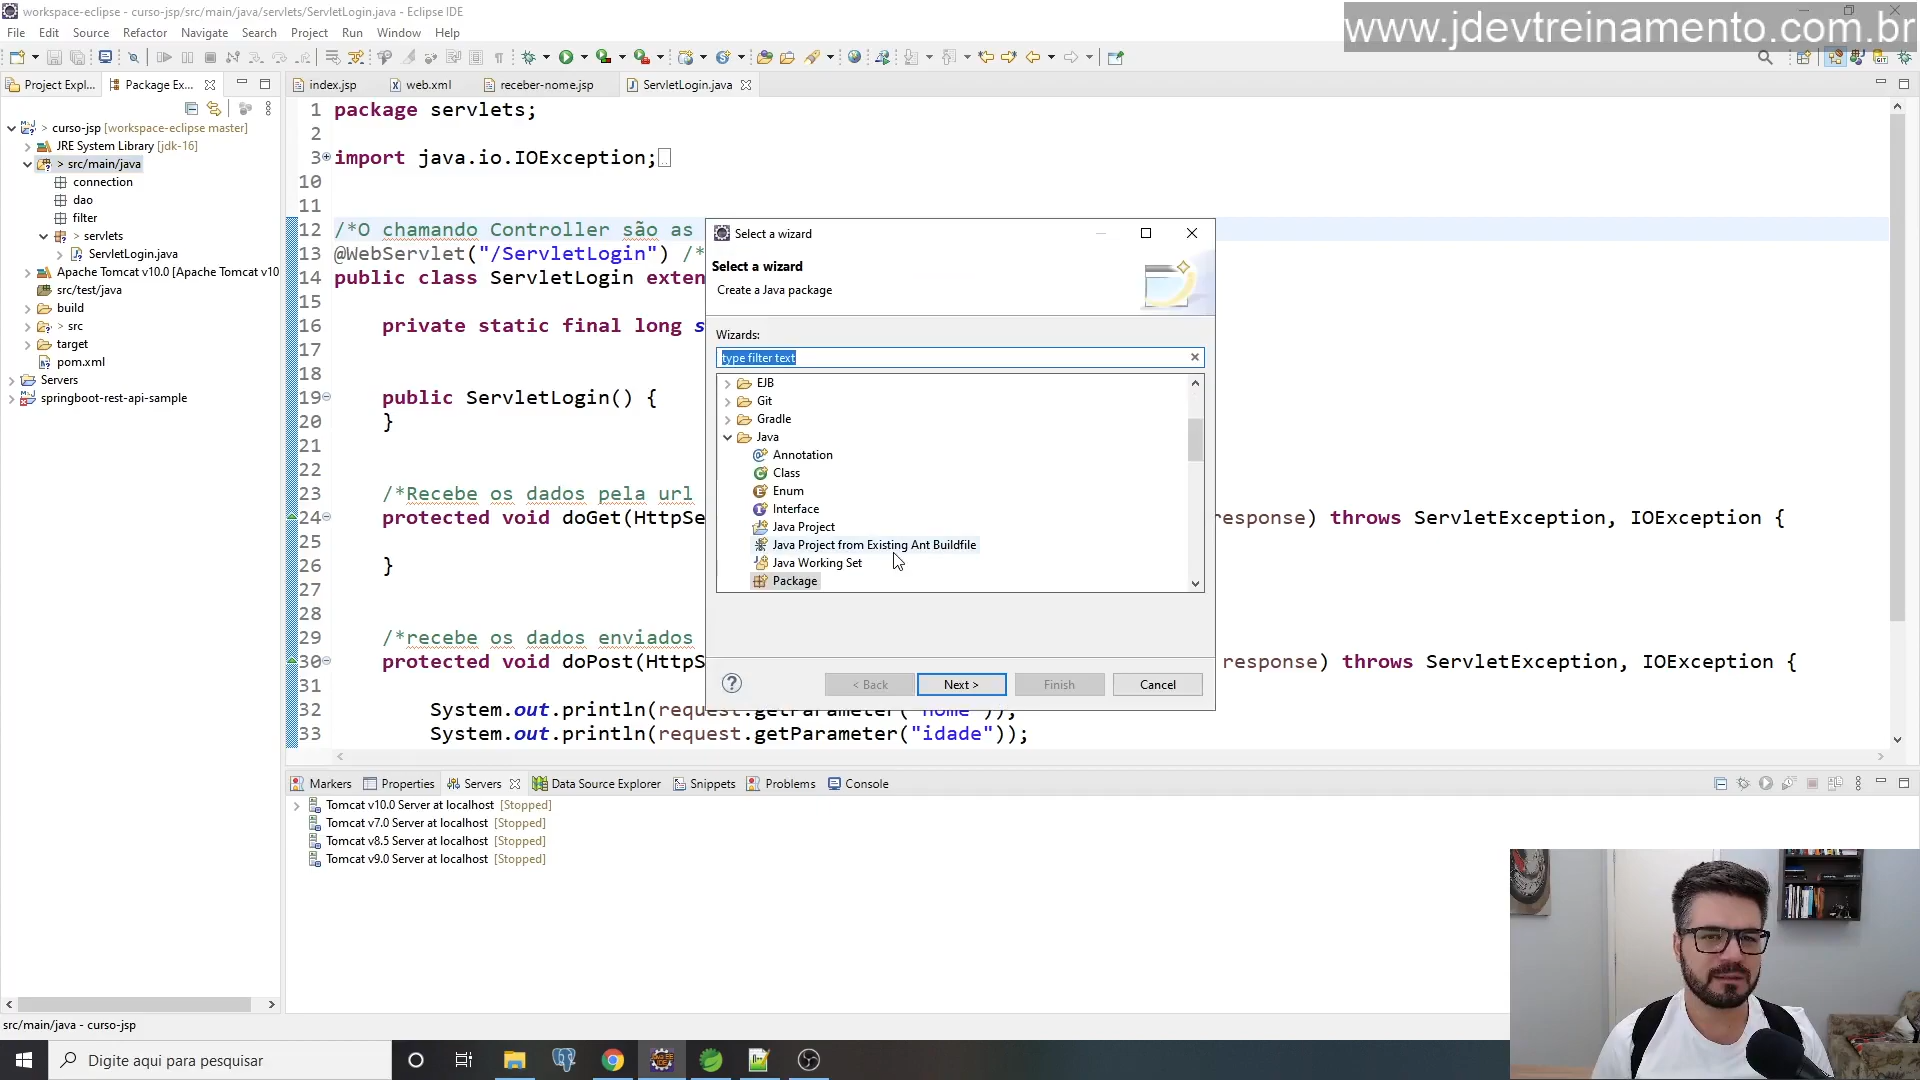 workspace-eclipse - curso-jsp/src/main/java/servlets/ServletLogin.java - Eclipse IDE
www.jdevtreinamento.com.br
File Edit Source Refactor Navigate Search Project Run Window Help
Project Expl... Package Ex... index.jsp web.xml receber-nome.jsp ServletLogin.java
> curso-jsp [workspace-eclipse master]
JRE System Library [jdk-16]
> src/main/java
connection
dao
filter
> servlets
ServletLogin.java
Apache Tomcat v10.0 [Apache Tomcat v10
src/test/java
build
> src
target
pom.xml
Servers
springboot-rest-api-sample
1 package servlets;
2
3 import java.io.IOException;
10
11
12 /*O chamando Controller são as
13 @WebServlet("/ServletLogin") /*
14 public class ServletLogin exten
15
16 private static final long s
17
18
19 public ServletLogin() {
20 }
21
22
23 /*Recebe os dados pela url
24 protected void doGet(HttpSe esponse) throws ServletException, IOException {
25
26 }
27
28
29 /*recebe os dados enviados
30 protected void doPost(HttpS response) throws ServletException, IOException {
31
32 System.out.println(request.getParameter("nome"));
33 System.out.println(request.getParameter("idade"));
Select a wizard
Select a wizard
Create a Java package
Wizards:
type filter text
EJB
Git
Gradle
Java
Annotation
Class
Enum
Interface
Java Project
Java Project from Existing Ant Buildfile
Java Working Set
Package
< Back Next > Finish Cancel
Markers Properties Servers Data Source Explorer Snippets Problems Console
Tomcat v10.0 Server at localhost [Stopped]
Tomcat v7.0 Server at localhost [Stopped]
Tomcat v8.5 Server at localhost [Stopped]
Tomcat v9.0 Server at localhost [Stopped]
src/main/java - curso-jsp
Digite aqui para pesquisar